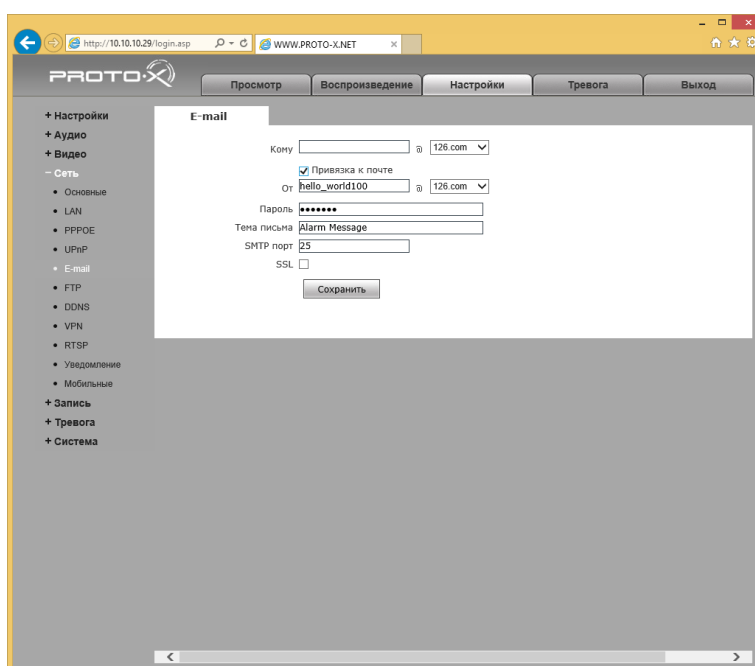 http://10.10.10.29/login.asp
WWW.PROTO-X.NET
PROTO-X
Просмотр
Воспроизведение
Настройки
Тревога
Выход
+ Настройки
+ Аудио
+ Видео
− Сеть
• Основные
• LAN
• PPPOE
• UPnP
• E-mail
• FTP
• DDNS
• VPN
• RTSP
• Уведомление
• Мобильные
+ Запись
+ Тревога
+ Система
E-mail
Кому @ 126.com
Привязка к почте
От hello_world100 @ 126.com
Пароль •••••••
Тема письма Alarm Message
SMTP порт 25
SSL
Сохранить